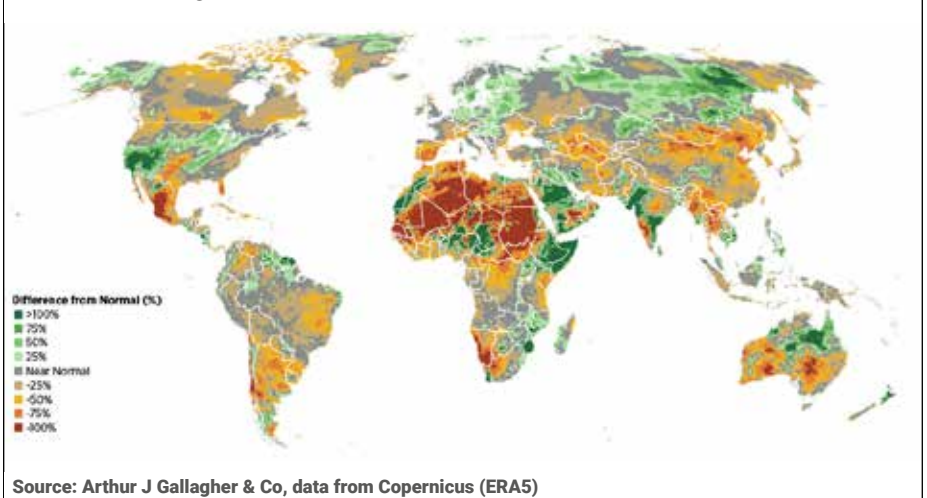 Difference from Normal (%)
>100%
75%
50%
25%
Near Normal
-25%
-50%
-75%
-100%
Source: Arthur J Gallagher & Co, data from Copernicus (ERA5)